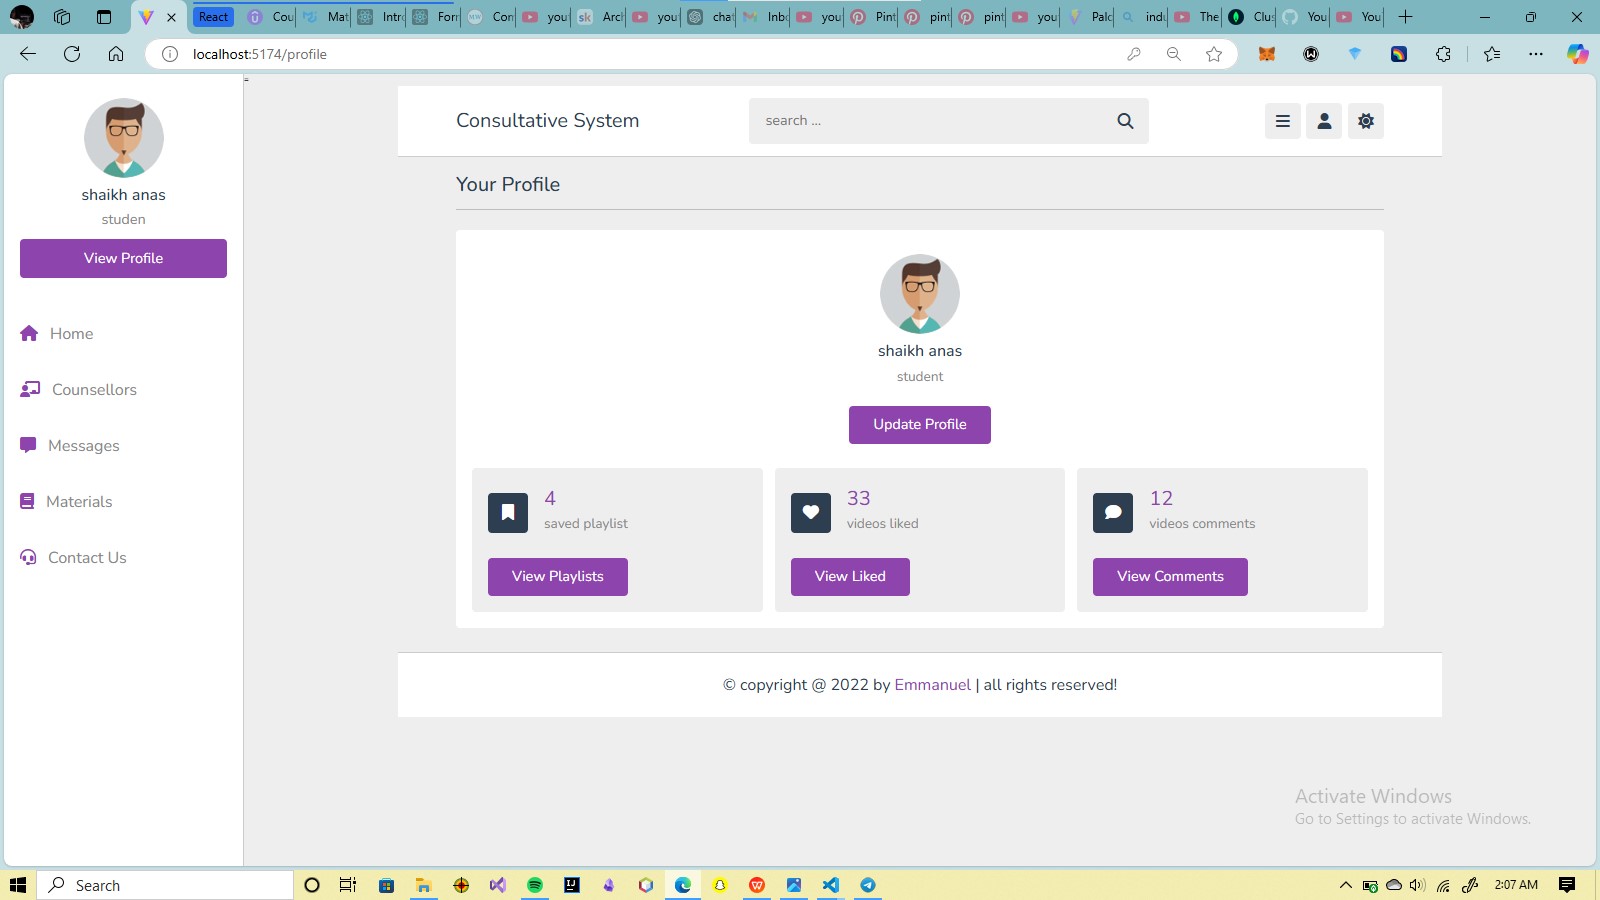 React
Cou
Mat
Intr
Forr
Con
you
Arc
you
chat
Inbo
you
Pint
pint
pint
you
Palc
indu
The
Clus
You
You
localhost:5174/profile
shaikh anas
studen
View Profile
Home
Counsellors
Messages
Materials
Contact Us
Consultative System
search ...
Your Profile
shaikh anas
student
Update Profile
4
saved playlist
View Playlists
33
videos liked
View Liked
12
videos comments
View Comments
© copyright @ 2022 by Emmanuel | all rights reserved!
Activate Windows
Go to Settings to activate Windows.
Search
2:07 AM